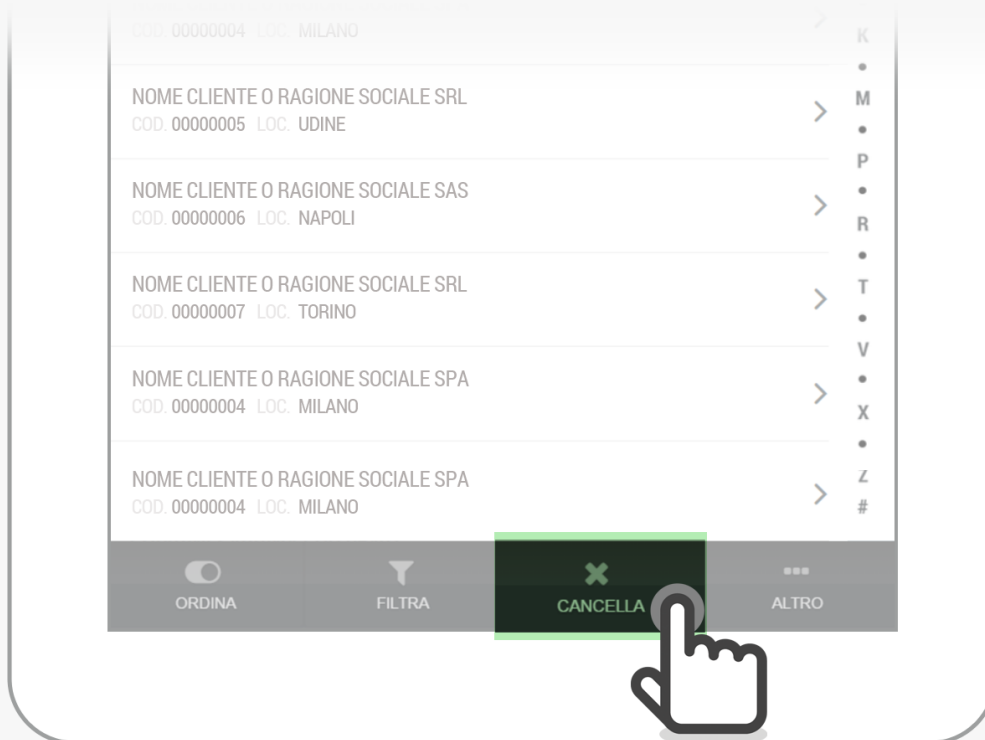 COD. 00000004 LOC. MILANO
NOME CLIENTE O RAGIONE SOCIALE SRL
COD. 00000005 LOC. UDINE
NOME CLIENTE O RAGIONE SOCIALE SAS
COD. 00000006 LOC. NAPOLI
NOME CLIENTE O RAGIONE SOCIALE SRL
COD. 00000007 LOC. TORINO
NOME CLIENTE O RAGIONE SOCIALE SPA
COD. 00000004 LOC. MILANO
NOME CLIENTE O RAGIONE SOCIALE SPA
COD. 00000004 LOC. MILANO
K
M
P
R
T
V
X
Z
#
ORDINA
FILTRA
CANCELLA
ALTRO